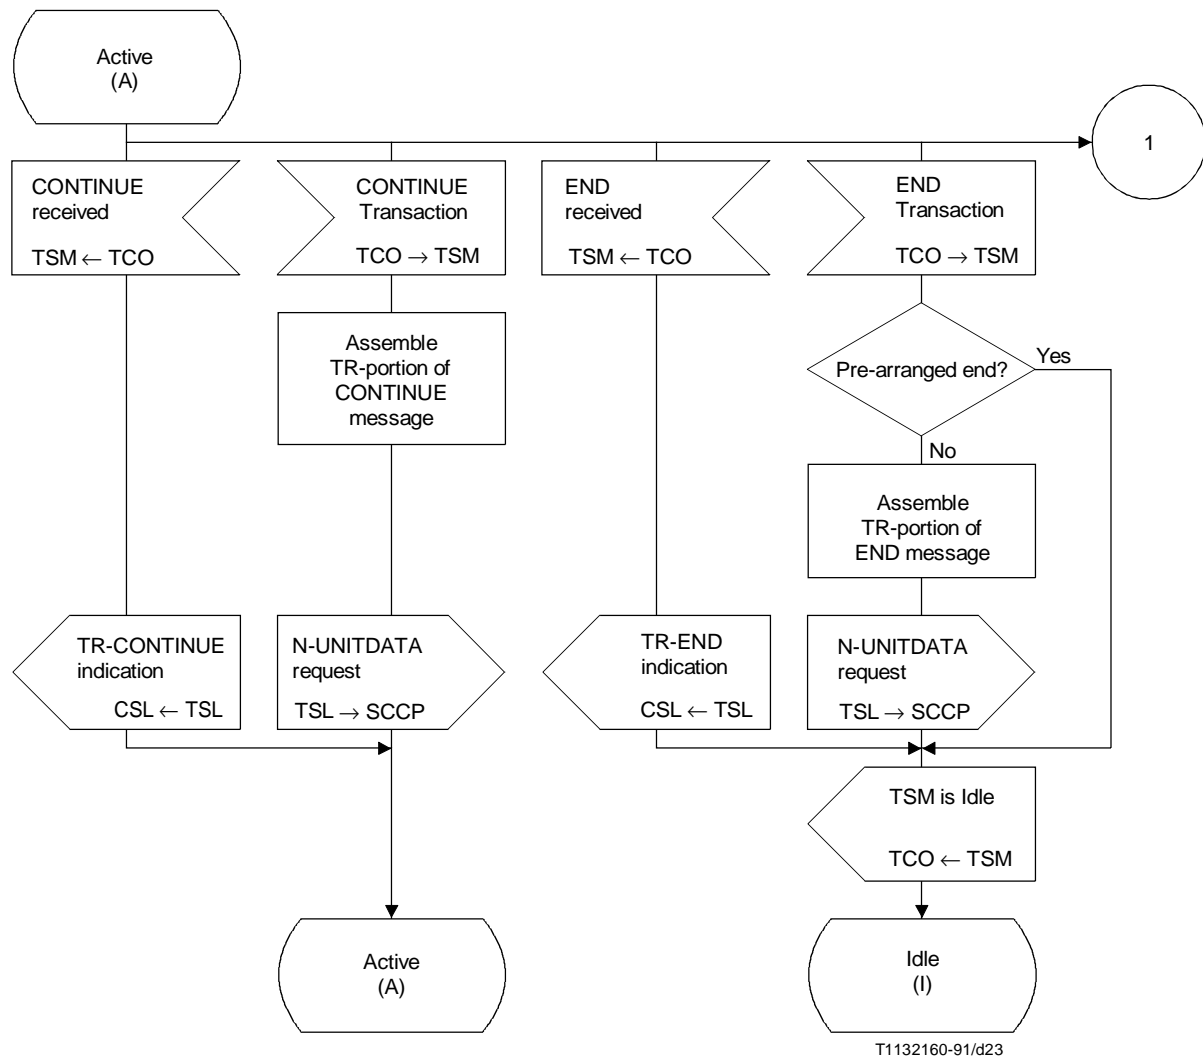 Active
(A)
1
CONTINUE
received
TSM ← TCO
CONTINUE
Transaction
TCO → TSM
END
received
TSM ← TCO
END
Transaction
TCO → TSM
Assemble
TR-portion of
CONTINUE
message
Pre-arranged end?
Yes
No
Assemble
TR-portion of
END message
TR-CONTINUE
indication
CSL ← TSL
N-UNITDATA
request
TSL → SCCP
TR-END
indication
CSL ← TSL
N-UNITDATA
request
TSL → SCCP
TSM is Idle
TCO ← TSM
Active
(A)
Idle
(I)
T1132160-91/d23